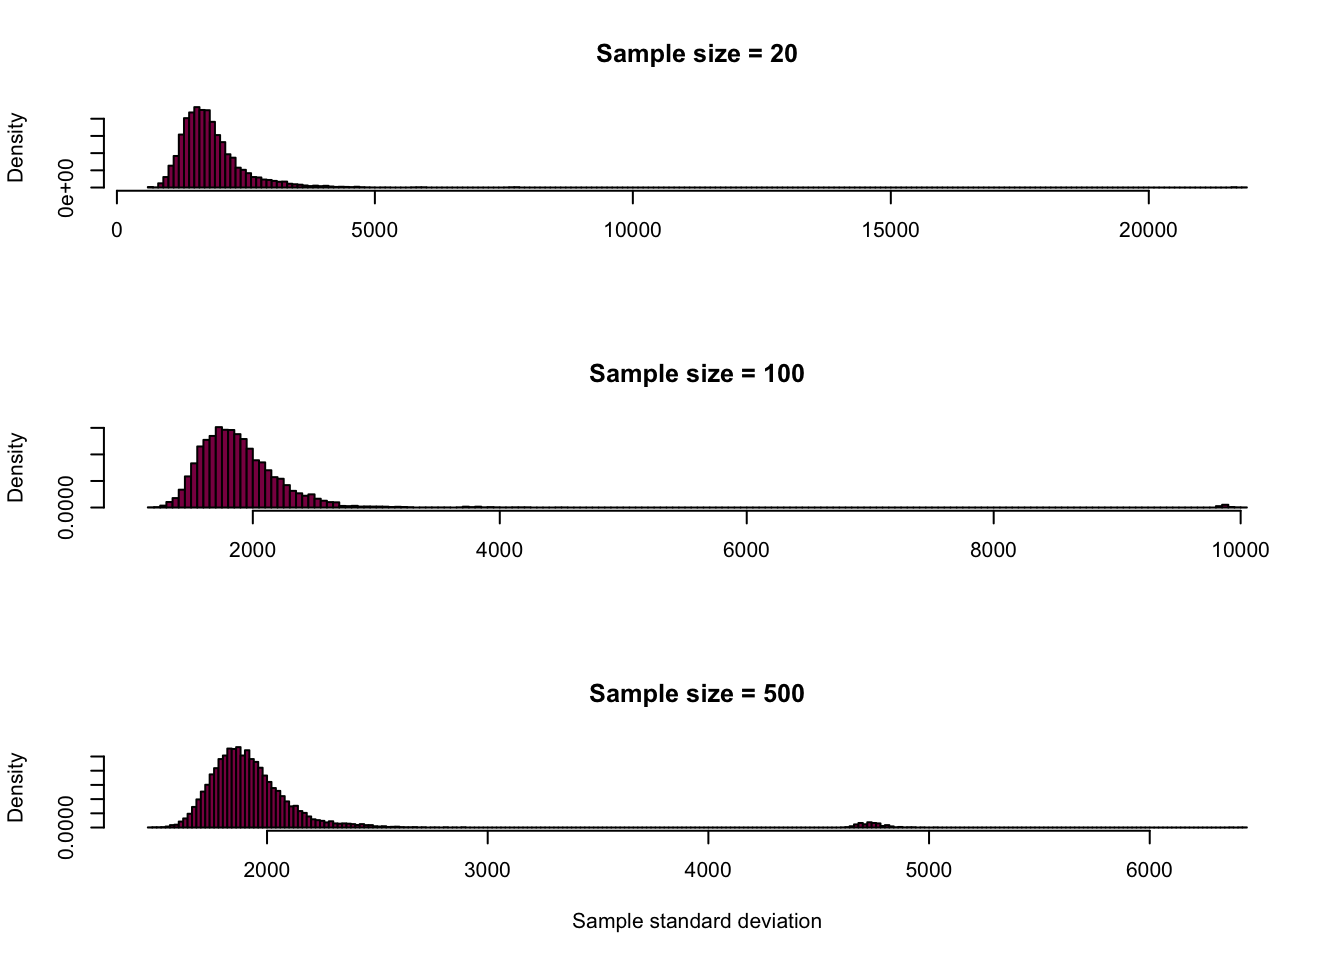 Sample size = 20
Density
0e+00
0 5000 10000 15000 20000
Sample size = 100
Density
0.0000
2000 4000 6000 8000 10000
Sample size = 500
Density
0.0000
2000 3000 4000 5000 6000
Sample standard deviation